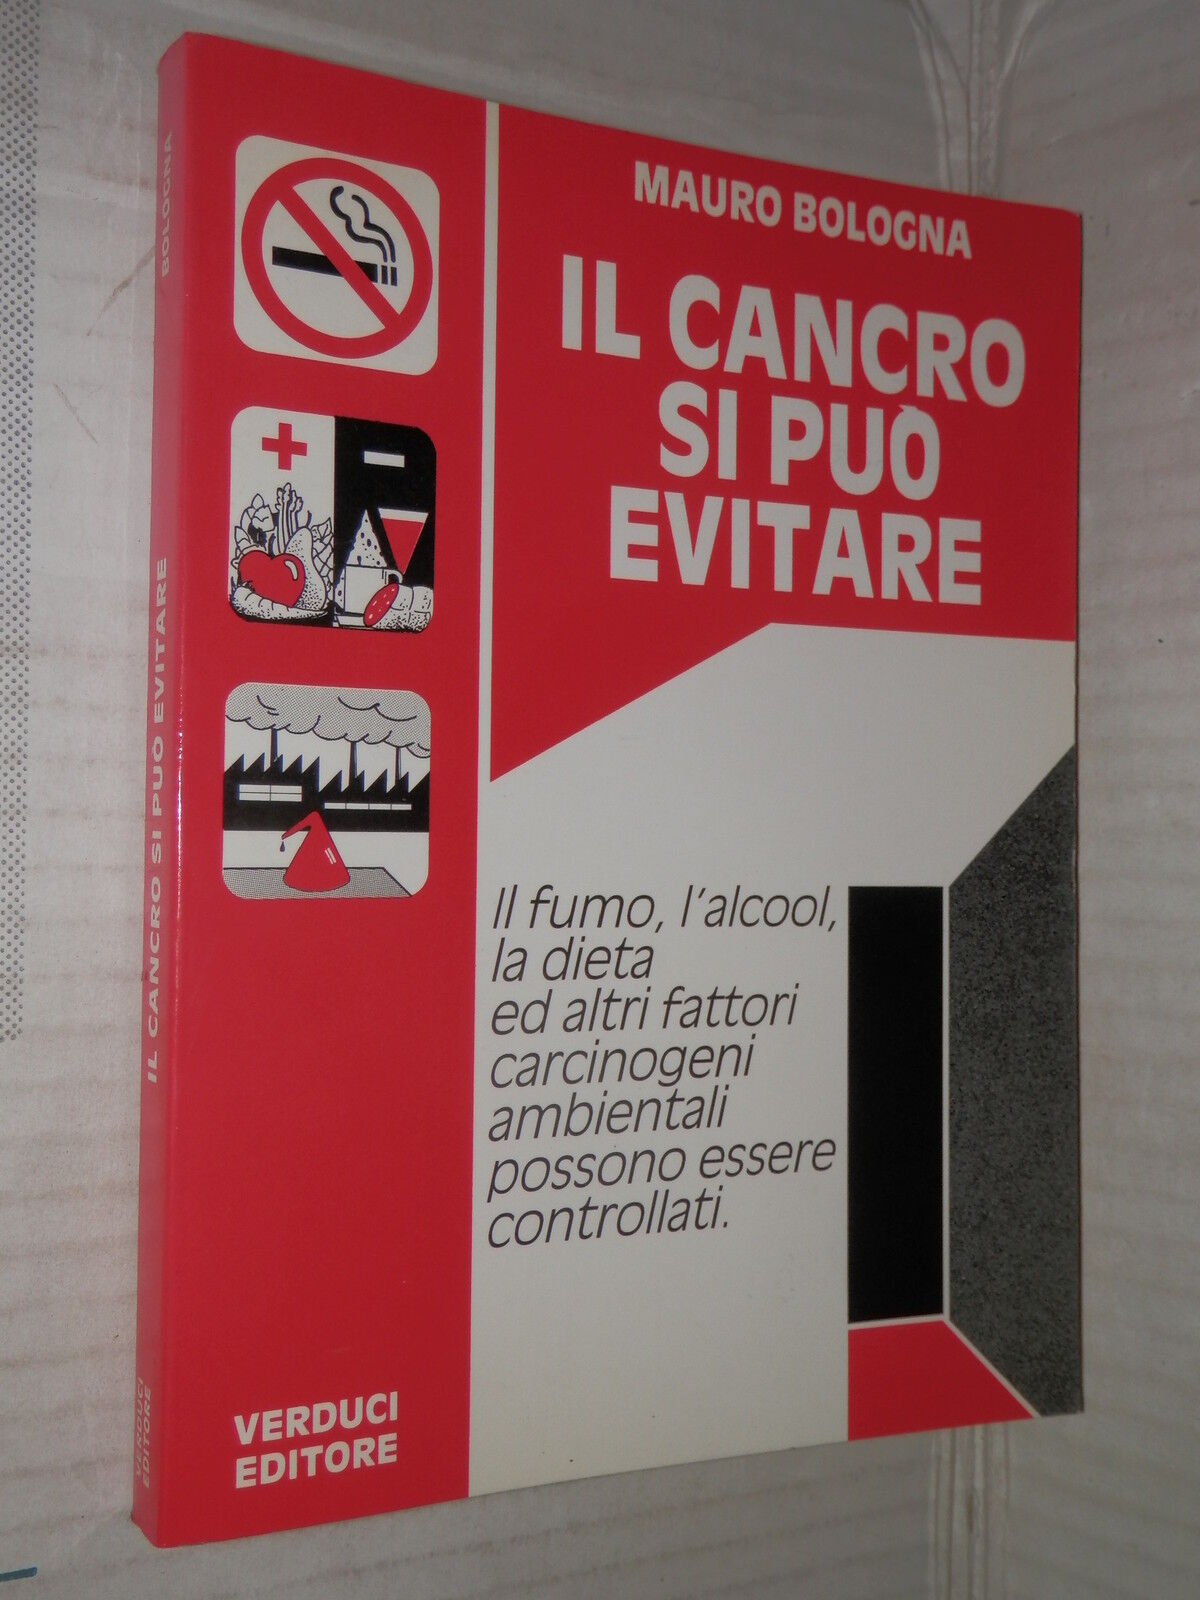 MAURO BOLOGNA
IL CANCRO
SI PUÒ
EVITARE
Il fumo, l'alcool,
la dieta
ed altri fattori
carcinogeni
ambientali
possono essere
controllati.
VERDUCI
EDITORE
BOLOGNA
IL CANCRO SI PUÒ EVITARE
VERDUCI
EDITORE